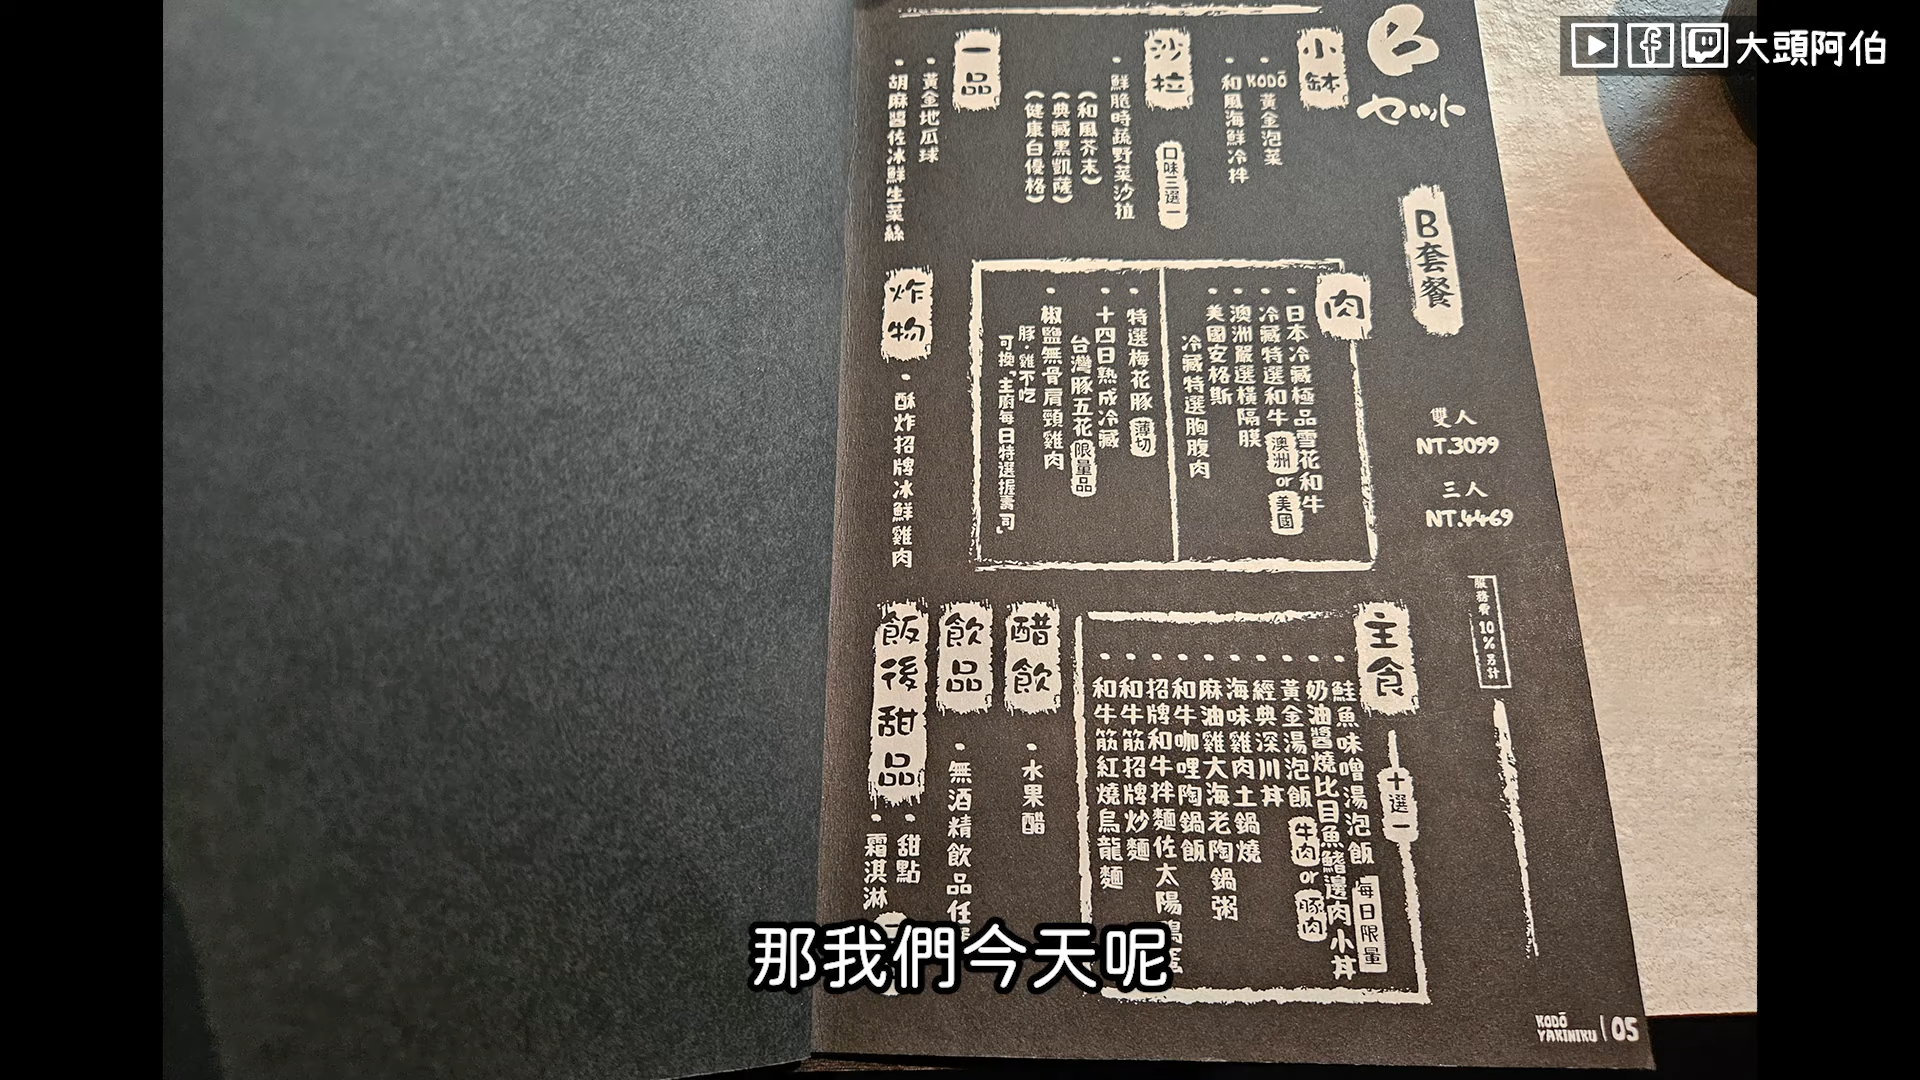 大頭阿伯
B
セット
B套餐
雙人
NT.3099
三人
NT.4469
服務費10%另計
小缽
•KODŌ黃金泡菜
•和風海鮮冷拌
沙拉
口味三選一
•鮮脆時蔬野菜沙拉
(和風芥末)
(典藏黑凱薩)
(健康白優格)
一品
•黃金地瓜球
•胡麻醬佐冰鮮生菜絲
肉
•日本冷藏極品雪花和牛
•冷藏特選和牛 澳洲 or 美國
•澳洲嚴選橫隔膜
•美國安格斯
冷藏特選胸腹肉
•特選梅花豚 薄切
•十四日熟成冷藏
台灣豚五花 限量品
•椒鹽無骨肩頸雞肉
豚·雞不吃
可換「主廚每日特選握壽司」
炸物
•酥炸招牌冰鮮雞肉
主食
十選一
•鮭魚味噌湯泡飯
•奶油醬燒比目魚鰭邊肉小丼 每日限量
•黃金湯泡飯 牛肉 or 豚肉
•經典深川丼
•海味雞肉土鍋燒
•麻油雞大海老陶鍋粥
•和牛咖哩陶鍋飯
•招牌和牛拌麵佐太陽
•和牛筋招牌炒麵
•和牛筋紅燒烏龍麵
醋飲
•水果醋
飲品
•無酒精飲品任
飯後甜品
•甜點
•霜淇淋
那我們今天呢
KODŌ
YAKINIKU | 05